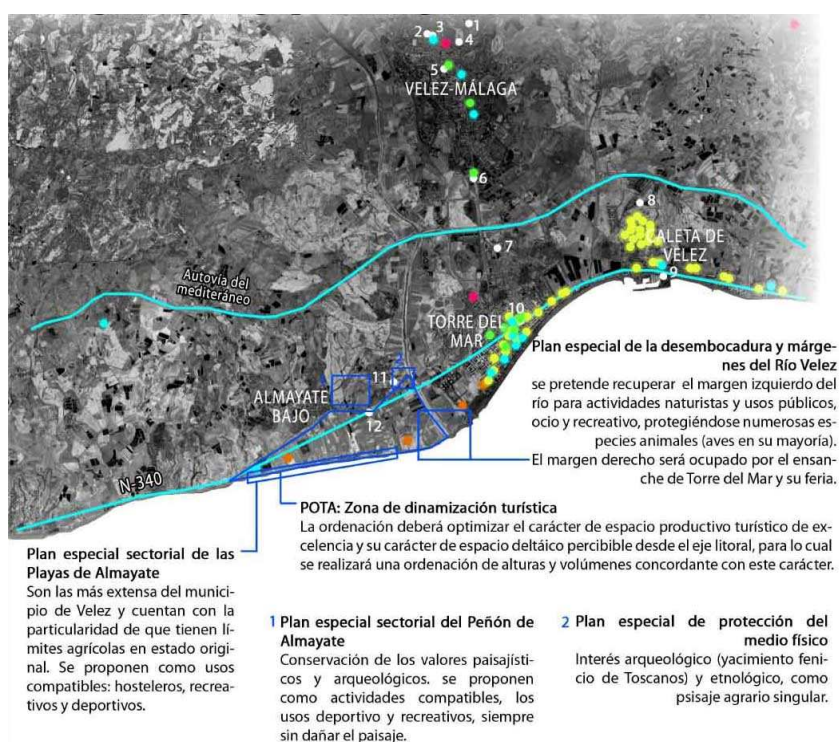 1
2
3
4
5
VELEZ-MÁLAGA
6
7
8
CALETA DE
VELEZ
9
Autovía del
mediteráneo
10
TORRE DEL
MAR
1
2
11
ALMAYATE
BAJO
12
N-340
Plan especial de la desembocadura y márge-
nes del Río Velez
se pretende recuperar el margen izquierdo del
río para actividades naturistas y usos públicos,
ocio y recreativo, protegiéndose numerosas es-
pecies animales (aves en su mayoría).
El margen derecho será ocupado por el ensan-
che de Torre del Mar y su feria.
POTA: Zona de dinamización turística
La ordenación deberá optimizar el carácter de espacio productivo turístico de ex-
celencia y su carácter de espacio deltáico percibible desde el eje litoral, para lo cual
se realizará una ordenación de alturas y volúmenes concordante con este carácter.
Plan especial sectorial de las
Playas de Almayate
Son las más extensa del munici-
pio de Velez y cuentan con la
particularidad de que tienen lí-
mites agrícolas en estado origi-
nal. Se proponen como usos
compatibles: hosteleros, recrea-
tivos y deportivos.
1 Plan especial sectorial del Peñón de
Almayate
Conservación de los valores paisajísti-
cos y arqueológicos. se proponen
como actividades compatibles, los
usos deportivo y recreativos, siempre
sin dañar el paisaje.
2 Plan especial de protección del
medio físico
Interés arqueológico (yacimiento feni-
cio de Toscanos) y etnológico, como
psisaje agrario singular.